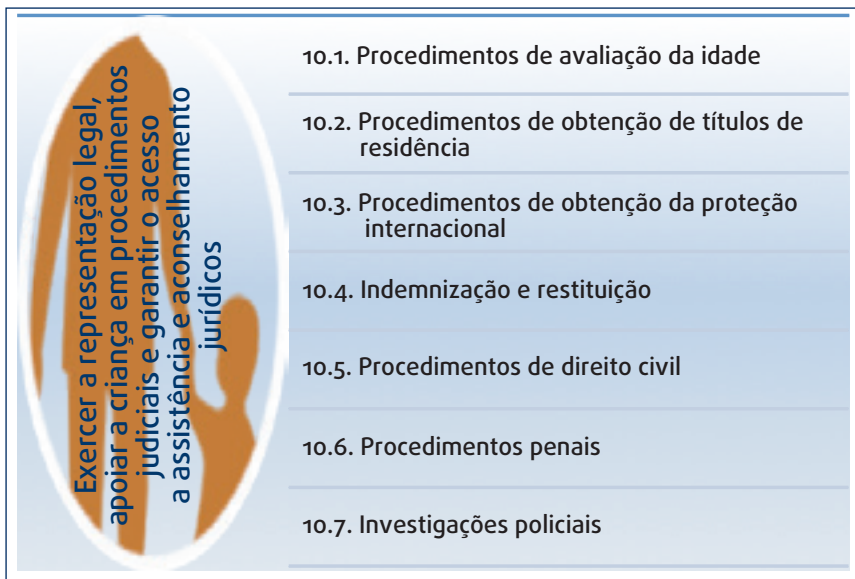 Exercer a representação legal,
apoiar a criança em procedimentos
judiciais e garantir o acesso
a assistência e aconselhamento
jurídicos
10.1. Procedimentos de avaliação da idade
10.2. Procedimentos de obtenção de títulos de
residência
10.3. Procedimentos de obtenção da proteção
internacional
10.4. Indemnização e restituição
10.5. Procedimentos de direito civil
10.6. Procedimentos penais
10.7. Investigações policiais